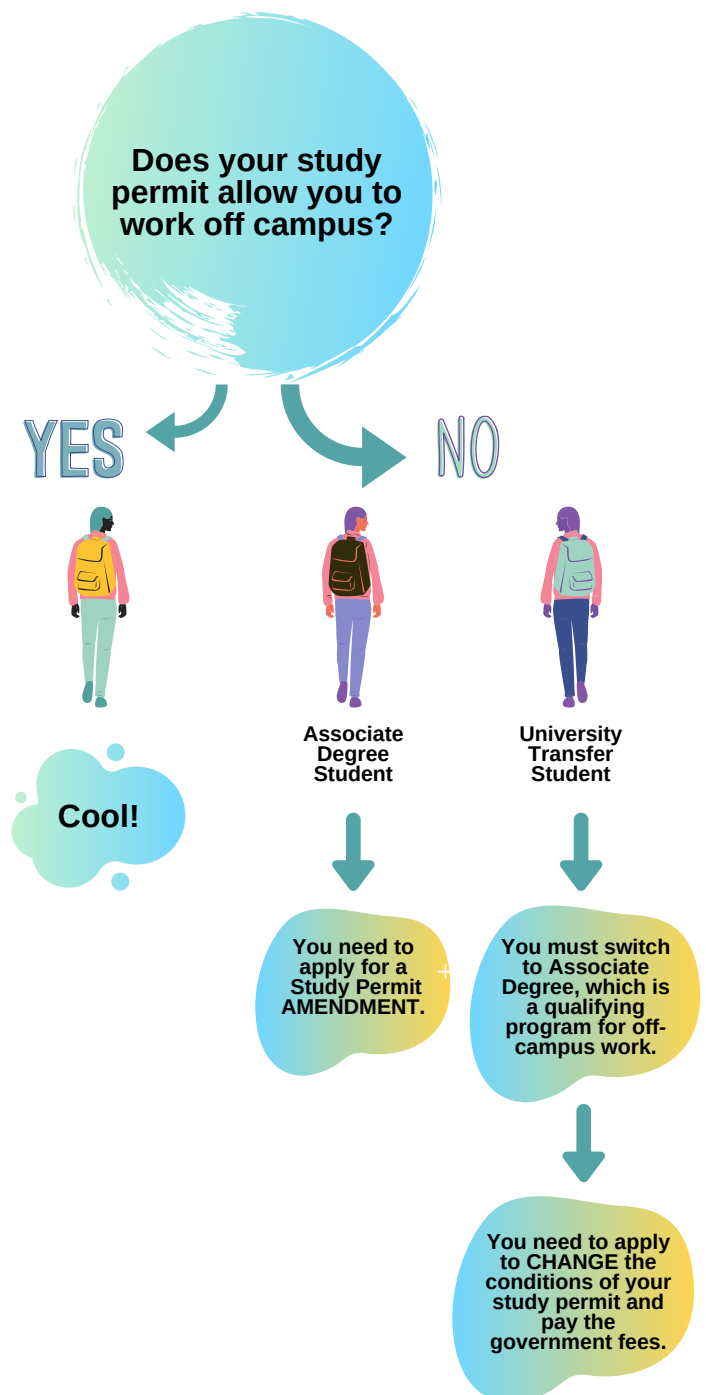 Does your study
permit allow you to
work off campus?
YES
NO
Cool!
Associate
Degree
Student
You need to
apply for a
Study Permit
AMENDMENT.
University
Transfer
Student
You must switch
to Associate
Degree, which is
a qualifying
program for off-
campus work.
You need to apply
to CHANGE the
conditions of your
study permit and
pay the
government fees.